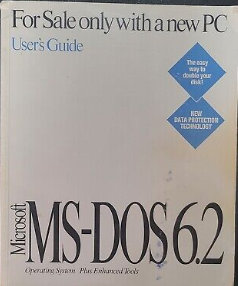 For Sale only with a new PC
User's Guide
The easy
way to
double your
disk!
NEW
DATA PROTECTION
TECHNOLOGY
Microsoft
MS-DOS 6.2
Operating System Plus Enhanced Tools